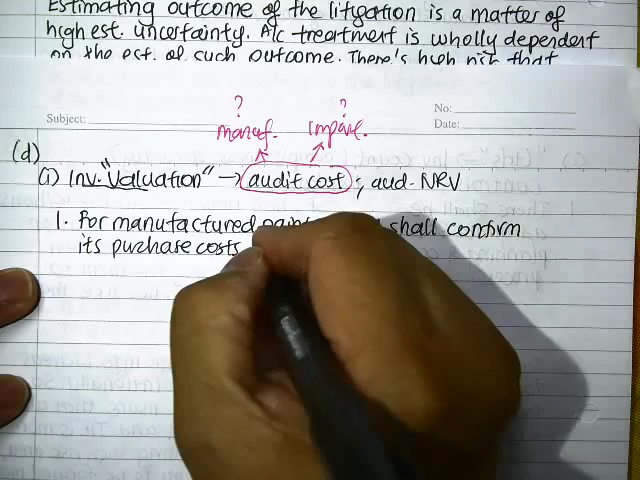 Estimating outcome of the litigation is a matter of
highest. uncertainty. A/c treatment is wholly dependent
on the est. of such outcome. There's high risk that
Subject:
No:
Date:
? ?
manuf. import.
(d)
(i) Inv. "Valuation" → audit cost ; aud. NRV
1. For manufactured shall confirm
its purchase costs